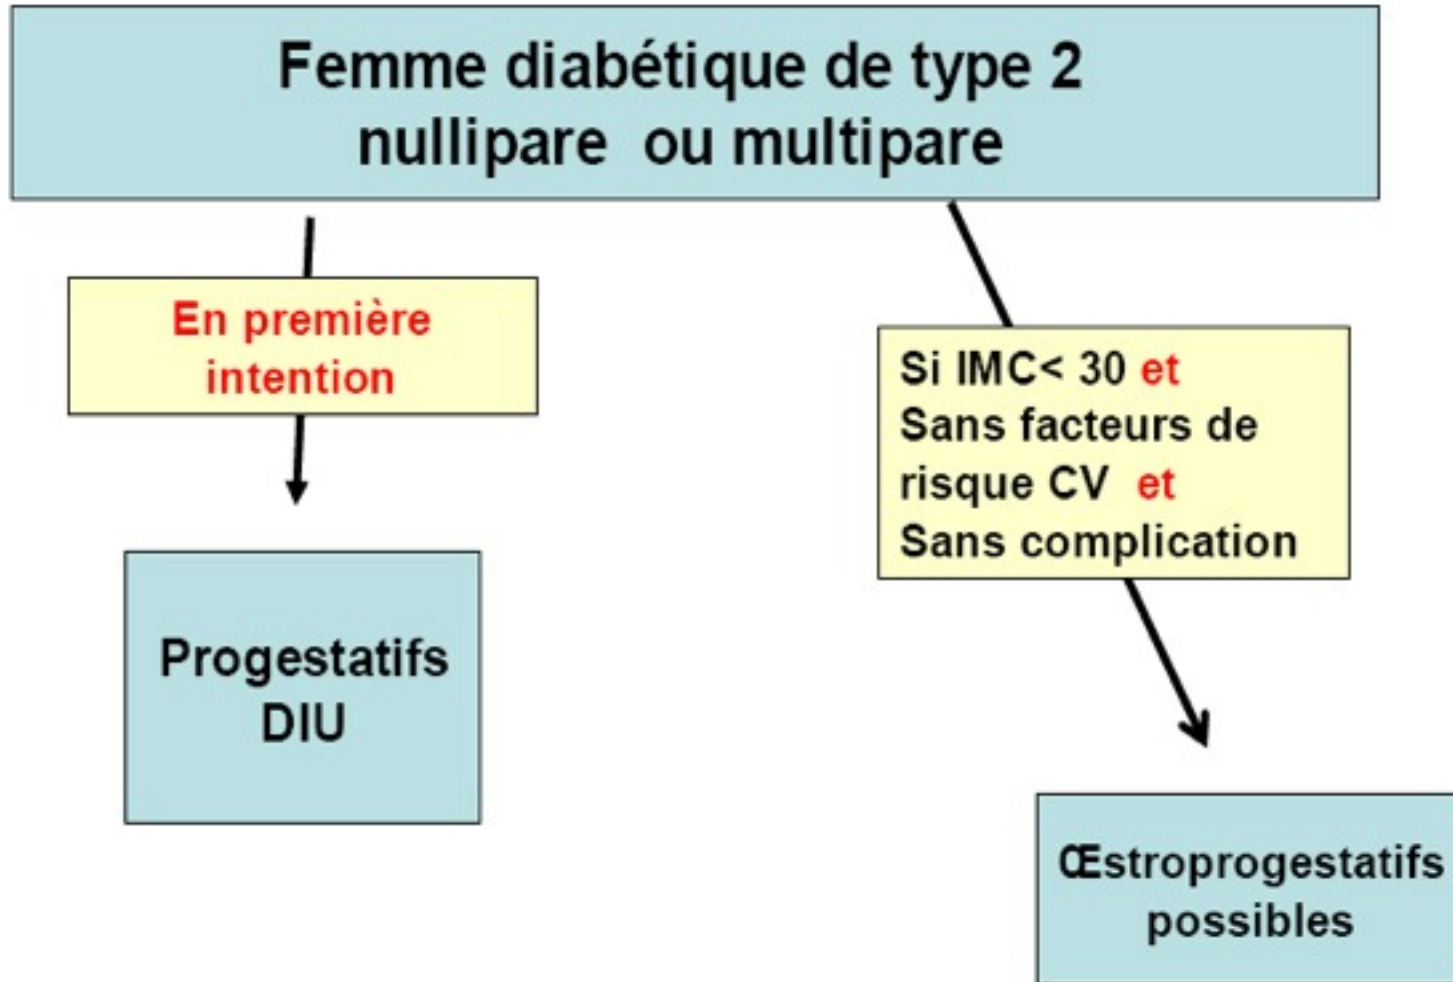 Femme diabétique de type 2
nullipare ou multipare
En première
intention
Si IMC< 30 et
Sans facteurs de
risque CV et
Sans complication
Progestatifs
DIU
Œstroprogestatifs
possibles